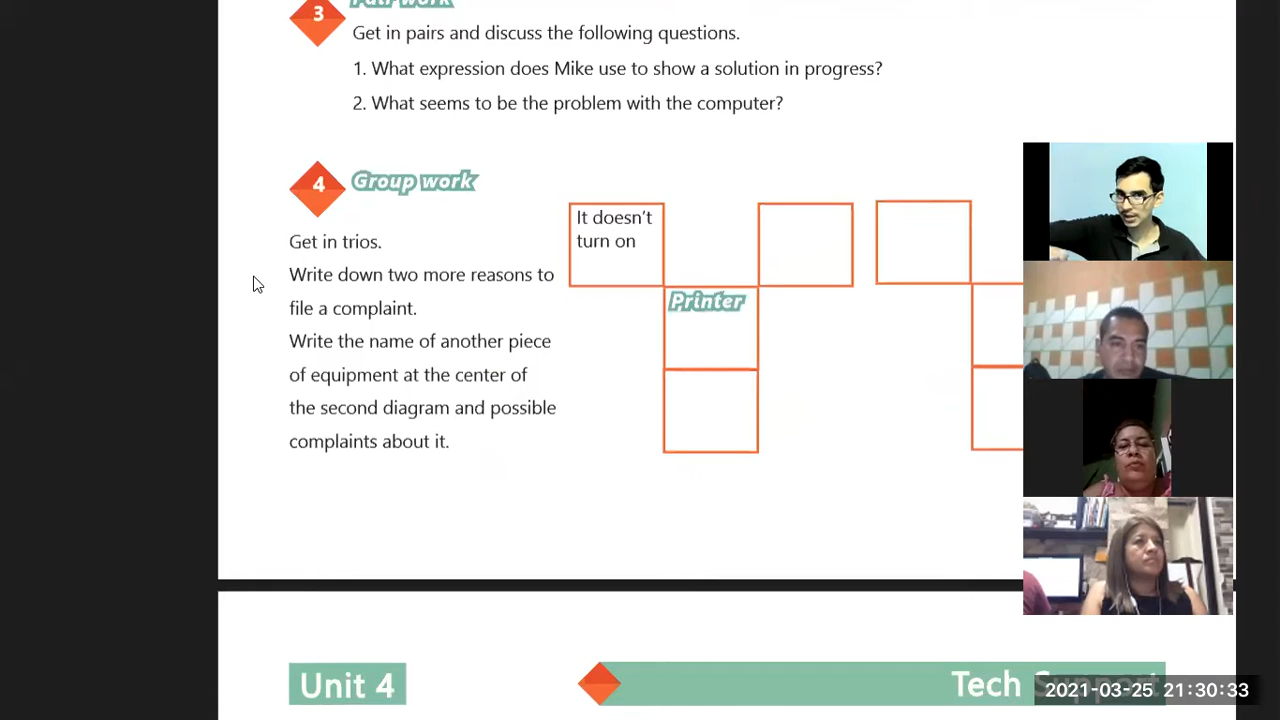 3
Pair work
Get in pairs and discuss the following questions.
1. What expression does Mike use to show a solution in progress?
2. What seems to be the problem with the computer?
4
Group work
Get in trios.
Write down two more reasons to
file a complaint.
Write the name of another piece
of equipment at the center of
the second diagram and possible
complaints about it.
It doesn't
turn on
Printer
Unit 4
Tech Support
2021-03-25 21:30:33